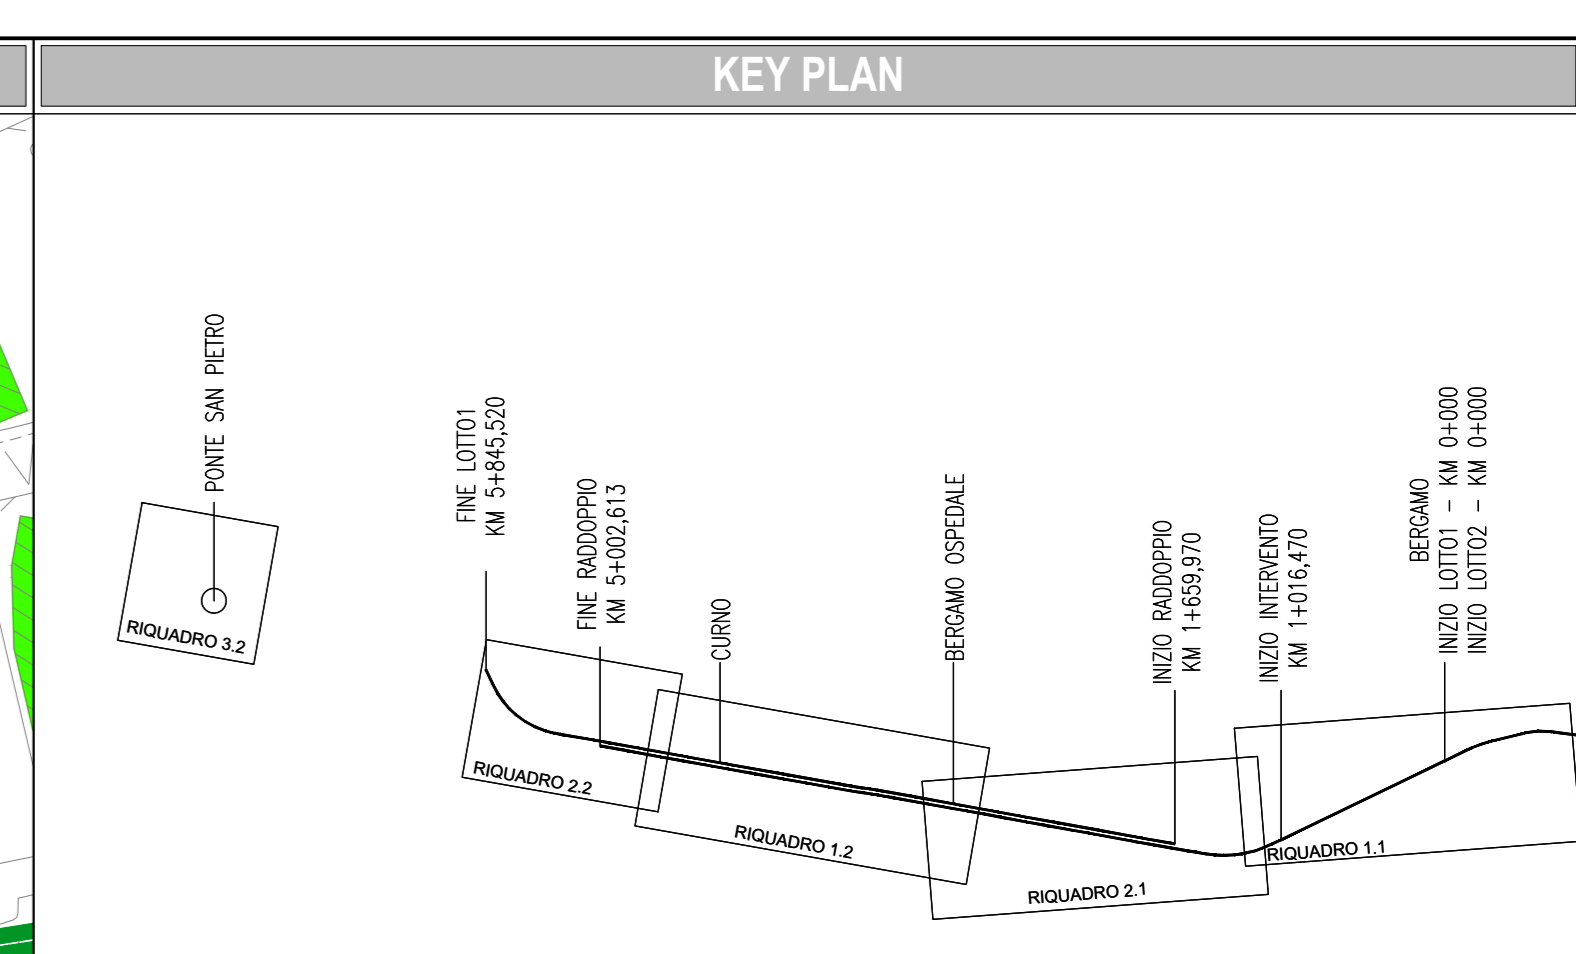 KEY PLAN
PONTE SAN PIETRO
RIQUADRO 3.2
FINE LOTTO1
KM 5+845,520
FINE RADDOPPIO
KM 5+002,613
CURNO
BERGAMO OSPEDALE
INIZIO RADDOPPIO
KM 1+659,970
INIZIO INTERVENTO
KM 1+016,470
BERGAMO
INIZIO LOTTO1 - KM 0+000
INIZIO LOTTO2 - KM 0+000
RIQUADRO 2.2
RIQUADRO 1.2
RIQUADRO 2.1
RIQUADRO 1.1